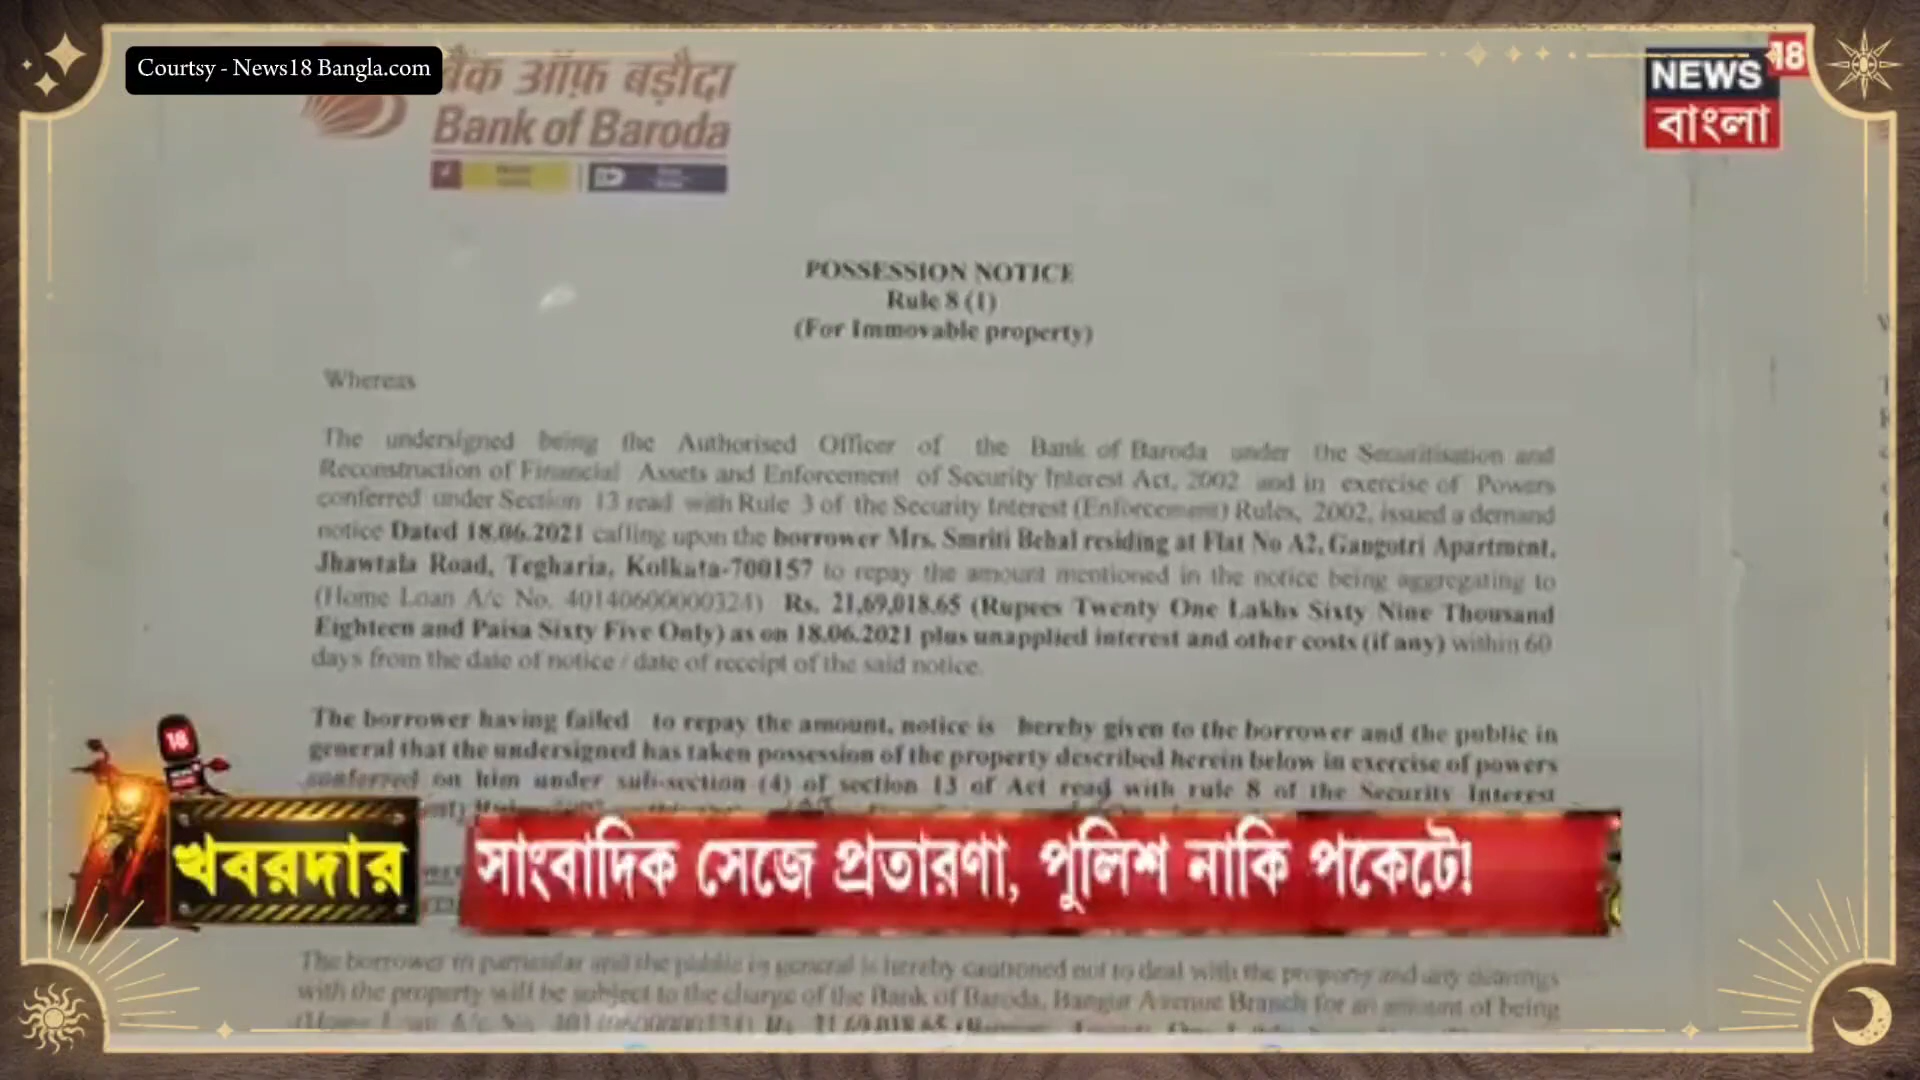 Courtsy - News18 Bangla.com
बैंक ऑफ़ बड़ौदा
Bank of Baroda
NEWS 18
বাংলা
POSSESSION NOTICE
Rule 8 (1)
(For Immovable property)
Whereas
The undersigned being the Authorised Officer of the Bank of Baroda under the Securitisation and
Reconstruction of Financial Assets and Enforcement of Security Interest Act, 2002 and in exercise of Powers
conferred under Section 13 read with Rule 3 of the Security Interest (Enforcement) Rules, 2002, issued a demand
notice Dated 18.06.2021 calling upon the borrower Mrs. Smriti Behal residing at Flat No A2, Gangotri Apartment,
Jhawtala Road, Tegharia, Kolkata-700157 to repay the amount mentioned in the notice being aggregating to
(Home Loan A/c No. 40140600000324) Rs. 21,69,018.65 (Rupees Twenty One Lakhs Sixty Nine Thousand
Eighteen and Paisa Sixty Five Only) as on 18.06.2021 plus unapplied interest and other costs (if any) within 60
days from the date of notice / date of receipt of the said notice.
The borrower having failed to repay the amount, notice is hereby given to the borrower and the public in
general that the undersigned has taken possession of the property described herein below in exercise of powers
conferred on him under sub-section (4) of section 13 of Act read with rule 8 of the Security Interest
18
খবরদার
সাংবাদিক সেজে প্রতারণা, পুলিশ নাকি পকেটে!
The borrower in particular and the public in general is hereby cautioned not to deal with the property and any dealings
with the property will be subject to the charge of the Bank of Baroda, Bangur Avenue Branch for an amount of being
(Home Loan A/c No. Rs. 21,69,018.65